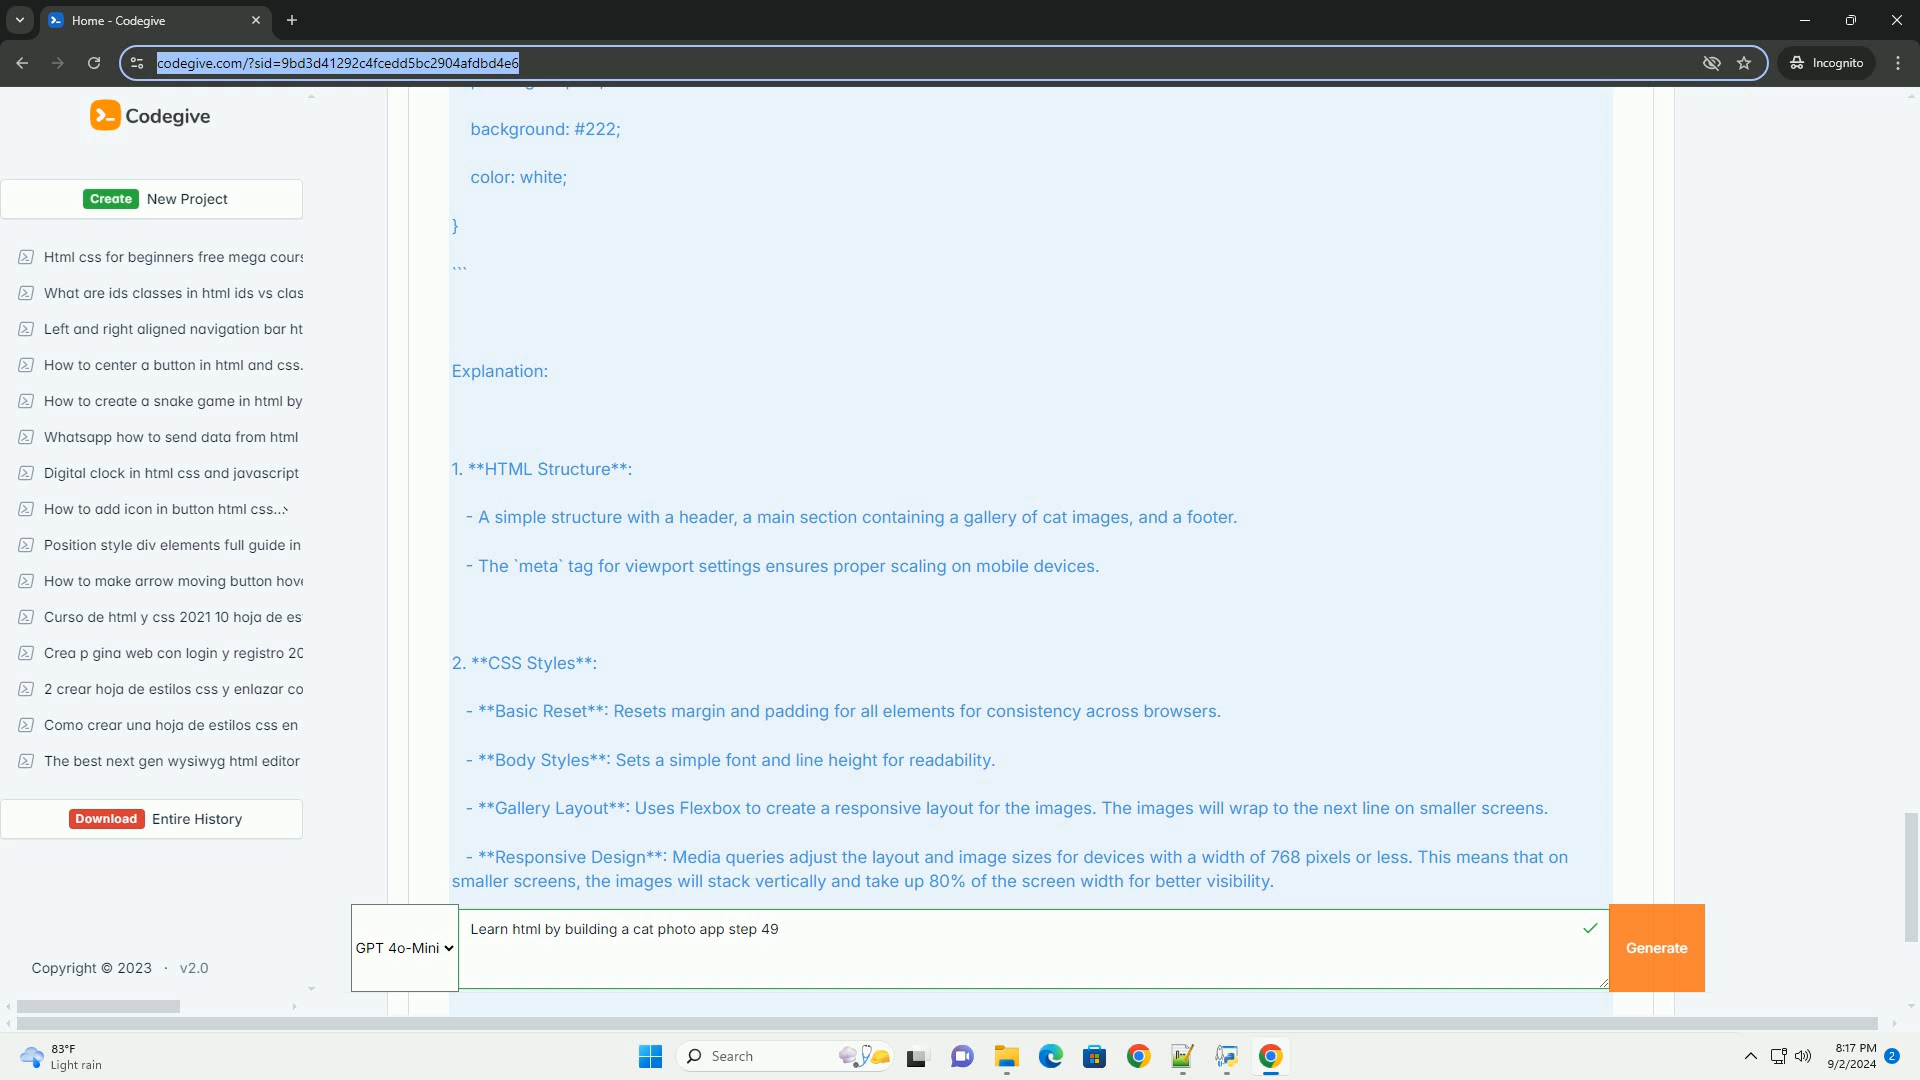 Home - Codegive
codegive.com/?sid=9bd3d41292c4fcedd5bc2904afdbd4e6
Incognito
Codegive
Create New Project
Html css for beginners free mega cours
What are ids classes in html ids vs clas
Left and right aligned navigation bar ht
How to center a button in html and css.
How to create a snake game in html by
Whatsapp how to send data from html
Digital clock in html css and javascript
How to add icon in button html css...
Position style div elements full guide in
How to make arrow moving button hove
Curso de html y css 2021 10 hoja de es
Crea p gina web con login y registro 20
2 crear hoja de estilos css y enlazar co
Como crear una hoja de estilos css en
The best next gen wysiwyg html editor
Download Entire History
Copyright © 2023 · v2.0
background: #222;
color: white;
}
```
Explanation:
1. **HTML Structure**:
- A simple structure with a header, a main section containing a gallery of cat images, and a footer.
- The `meta` tag for viewport settings ensures proper scaling on mobile devices.
2. **CSS Styles**:
- **Basic Reset**: Resets margin and padding for all elements for consistency across browsers.
- **Body Styles**: Sets a simple font and line height for readability.
- **Gallery Layout**: Uses Flexbox to create a responsive layout for the images. The images will wrap to the next line on smaller screens.
- **Responsive Design**: Media queries adjust the layout and image sizes for devices with a width of 768 pixels or less. This means that on
smaller screens, the images will stack vertically and take up 80% of the screen width for better visibility.
GPT 4o-Mini
Learn html by building a cat photo app step 49
Generate
83°F
Light rain
Search
8:17 PM
9/2/2024
2